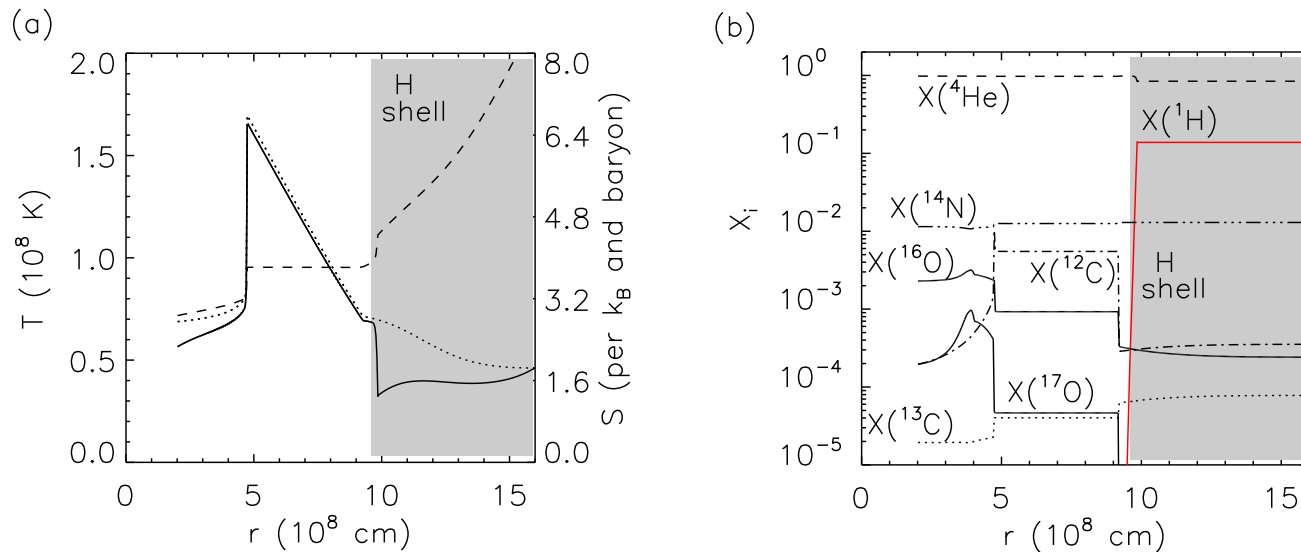 (a)
2.0
1.5
1.0
0.5
0.0
T (10⁸ K)
H
shell
8.0
6.4
4.8
3.2
1.6
0.0
S (per k_B and baryon)
0
5
10
15
r (10⁸ cm)
(b)
10⁰
10⁻¹
10⁻²
10⁻³
10⁻⁴
10⁻⁵
X_i
X(⁴He)
X(¹H)
X(¹⁴N)
X(¹⁶O)
X(¹²C)
H
shell
X(¹⁷O)
X(¹³C)
0
5
10
15
r (10⁸ cm)